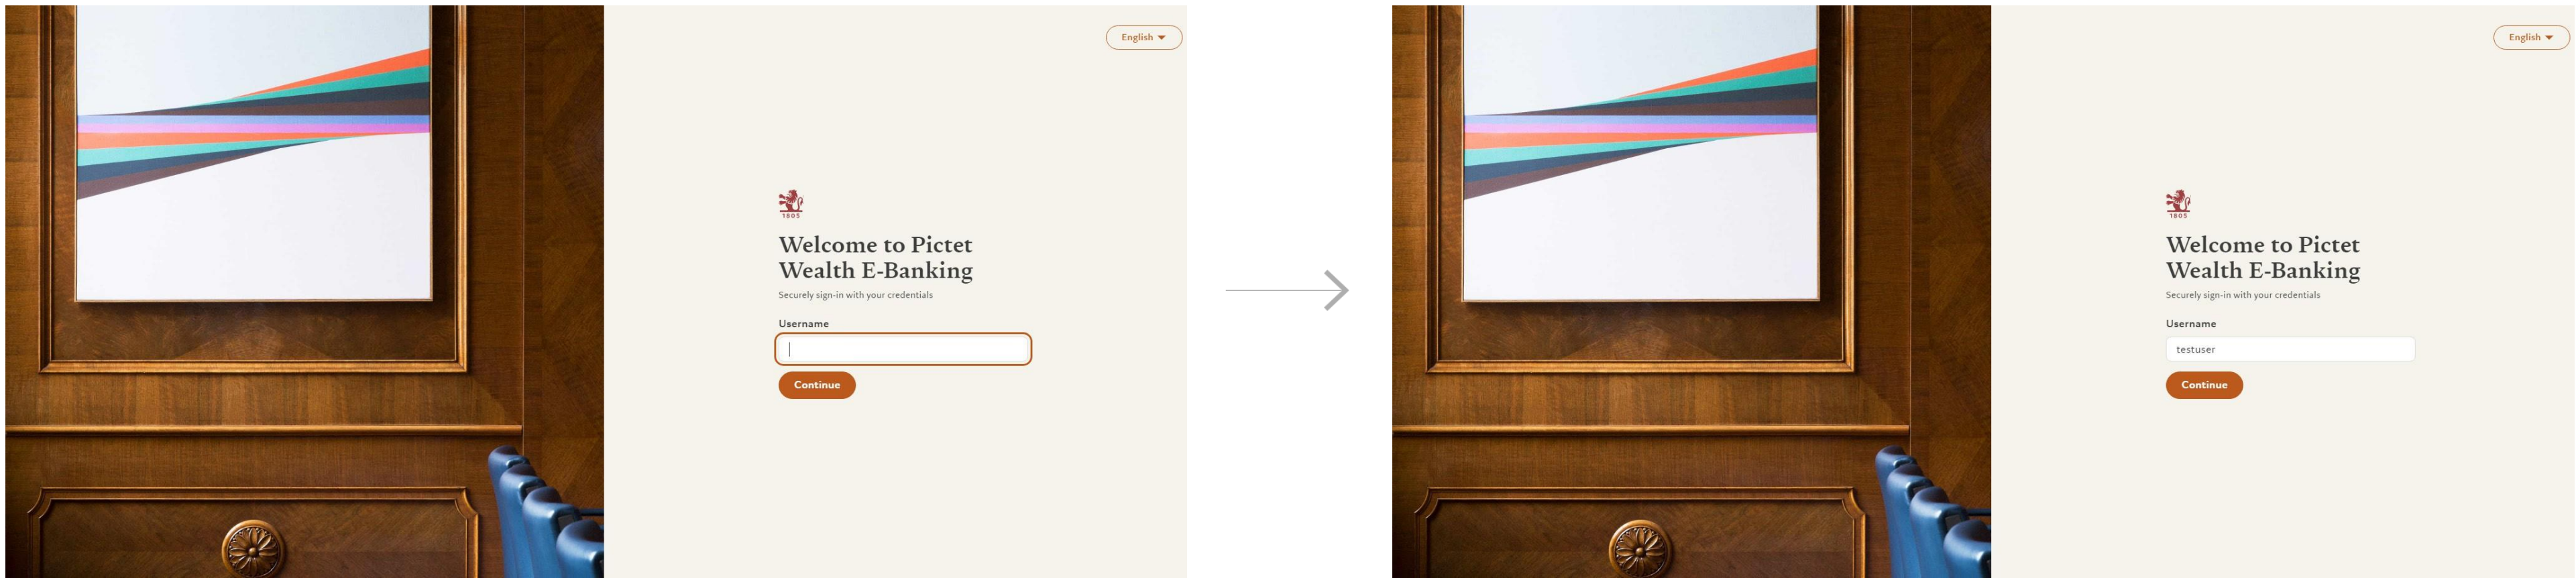 English
1805
Welcome to Pictet
Wealth E-Banking
Securely sign-in with your credentials
Username
Continue
English
1805
Welcome to Pictet
Wealth E-Banking
Securely sign-in with your credentials
Username
testuser
Continue